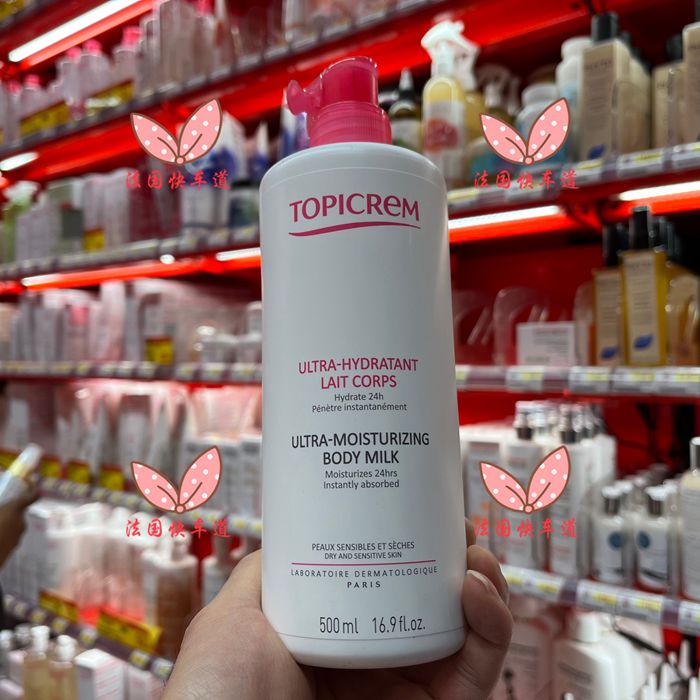 TOPICREM
ULTRA-HYDRATANT
LAIT CORPS
Hydrate 24h
Pénètre instantanément
ULTRA-MOISTURIZING
BODY MILK
Moisturizes 24hrs
Instantly absorbed
PEAUX SENSIBLES ET SÈCHES
DRY AND SENSITIVE SKIN
LABORATOIRE DERMATOLOGIQUE
PARIS
500 ml 16.9 fl.oz.
法国快车道
法国快车道
法国快车道
法国快车道